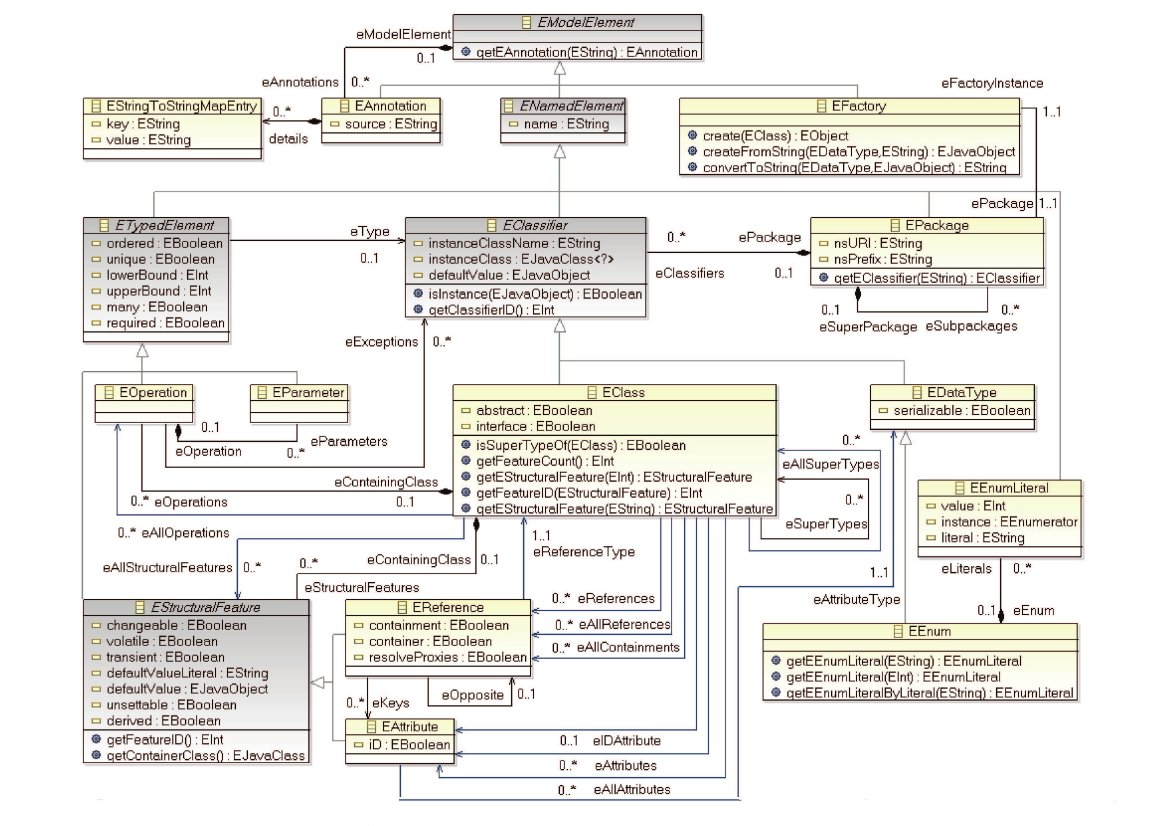 EModelElement
getEAnnotation(EString) : EAnnotation
eModelElement
0..1
eAnnotations 0..*
eFactoryInstance
1..1
EStringToStringMapEntry
key : EString
value : EString
0..*
details
EAnnotation
source : EString
ENamedElement
name : EString
EFactory
create(EClass) : EObject
createFromString(EDataType,EString) : EJavaObject
convertToString(EDataType,EJavaObject) : EString
ePackage 1..1
ETypedElement
ordered : EBoolean
unique : EBoolean
lowerBound : EInt
upperBound : EInt
many : EBoolean
required : EBoolean
eType
0..1
EClassifier
instanceClassName : EString
instanceClass : EJavaClass<?>
defaultValue : EJavaObject
isInstance(EJavaObject) : EBoolean
getClassifierID() : EInt
0..* ePackage
eClassifiers 0..1
EPackage
nsURI : EString
nsPrefix : EString
getEClassifier(EString) : EClassifier
0..1 0..*
eSuperPackage eSubpackages
eExceptions 0..*
EOperation
EParameter
0..1
eParameters
eOperation
0..*
EClass
abstract : EBoolean
interface : EBoolean
isSuperTypeOf(EClass) : EBoolean
getFeatureCount() : EInt
getEStructuralFeature(EInt) : EStructuralFeature
getFeatureID(EStructuralFeature) : EInt
getEStructuralFeature(EString) : EStructuralFeature
EDataType
serializable : EBoolean
0..*
eAllSuperTypes
0..*
eSuperTypes
eContainingClass
0..* eOperations 0..1
0..* eAllOperations
eAllStructuralFeatures 0..*
0..* eContainingClass 0..1
eStructuralFeatures
1..1
eReferenceType
EEnumLiteral
value : EInt
instance : EEnumerator
literal : EString
eLiterals 0..*
1..1
eAttributeType
0..1 eEnum
EStructuralFeature
changeable : EBoolean
volatile : EBoolean
transient : EBoolean
defaultValueLiteral : EString
defaultValue : EJavaObject
unsettable : EBoolean
derived : EBoolean
getFeatureID() : EInt
getContainerClass() : EJavaClass
EReference
containment : EBoolean
container : EBoolean
resolveProxies : EBoolean
0..* eReferences
0..* eAllReferences
0..* eAllContainments
EEnum
getEEnumLiteral(EString) : EEnumLiteral
getEEnumLiteral(EInt) : EEnumLiteral
getEEnumLiteralByLiteral(EString) : EEnumLiteral
0..* eKeys
eOpposite 0..1
EAttribute
iD : EBoolean
0..1 eIDAttribute
0..* eAttributes
0..* eAllAttributes